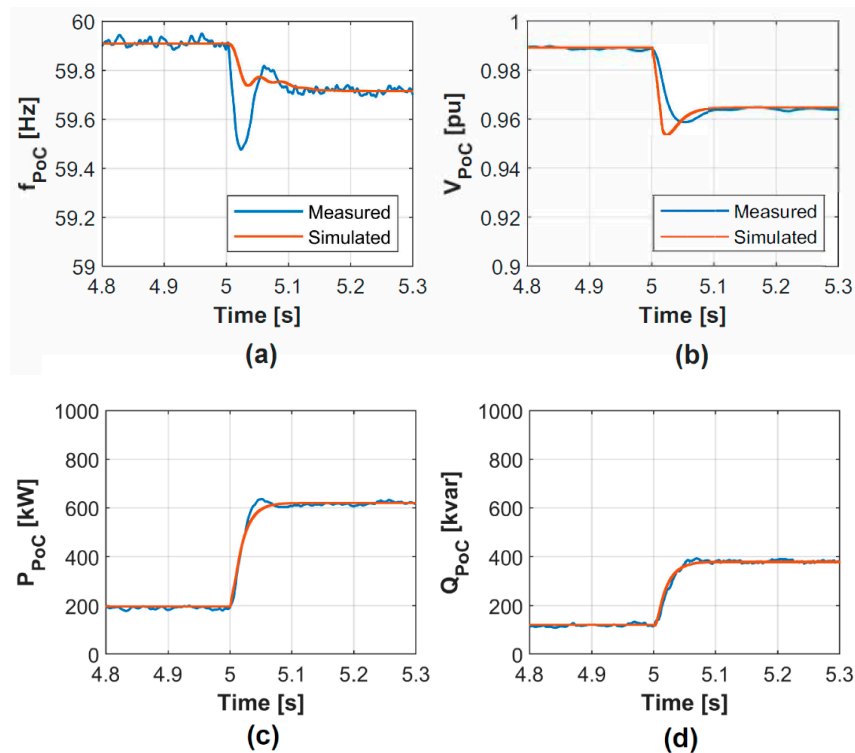 60
59.8
59.6
59.4
59.2
59
f_PoC [Hz]
Measured
Simulated
4.8 4.9 5 5.1 5.2 5.3
Time [s]
(a)
1
0.98
0.96
0.94
0.92
0.9
V_PoC [pu]
Measured
Simulated
4.8 4.9 5 5.1 5.2 5.3
Time [s]
(b)
1000
800
600
400
200
0
P_PoC [kW]
4.8 4.9 5 5.1 5.2 5.3
Time [s]
(c)
1000
800
600
400
200
0
Q_PoC [kvar]
4.8 4.9 5 5.1 5.2 5.3
Time [s]
(d)